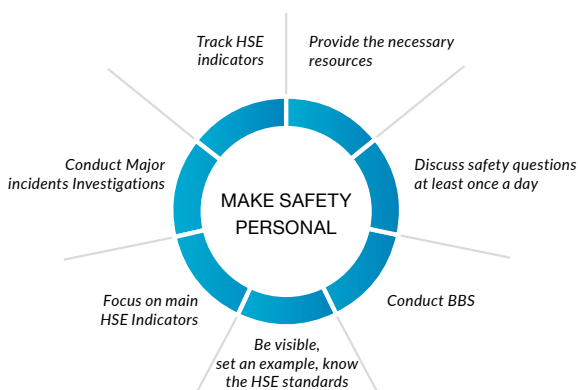 Track HSE
indicators
Provide the necessary
resources
Conduct Major
incidents Investigations
MAKE SAFETY
PERSONAL
Discuss safety questions
at least once a day
Focus on main
HSE Indicators
Conduct BBS
Be visible,
set an example, know
the HSE standards